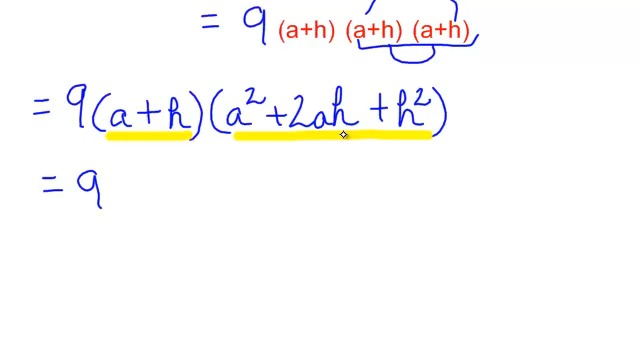 = 9 (a+h) (a+h) (a+h)
= 9 (a + h) (a² + 2ah + h²)
= 9